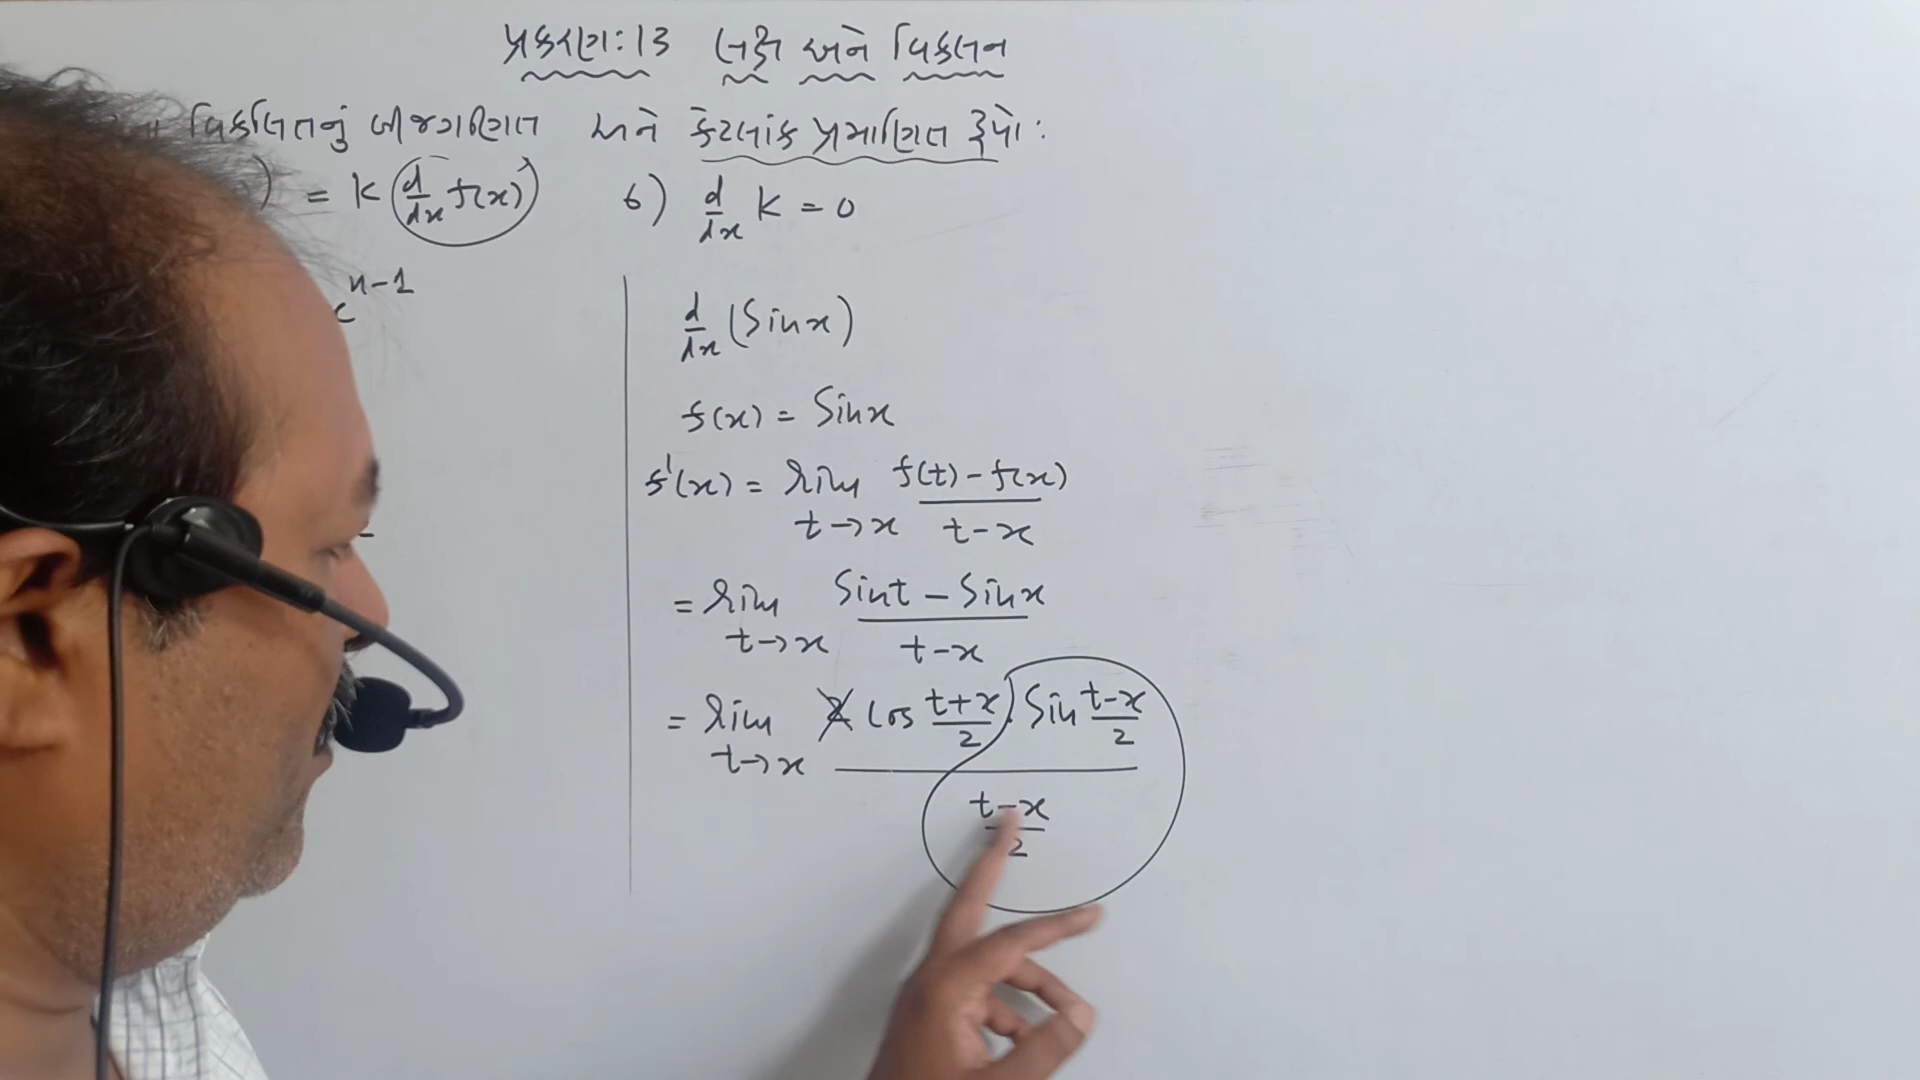 પ્રકરણ:13 લક્ષ અને વિકલન
વિકલિતનું બીજગણિત અને કેટલાંક પ્રમાણિત રૂપો:
) = k(d/dx f(x)) 6) d/dx k = 0
n-1
d/dx (Sinx)
f(x) = Sinx
f'(x) = lim t→x f(t) - f(x) / t-x
= lim t→x Sint - Sinx / t-x
= lim t→x 2 Cos t+x/2 . Sin t-x/2 / t-x/2